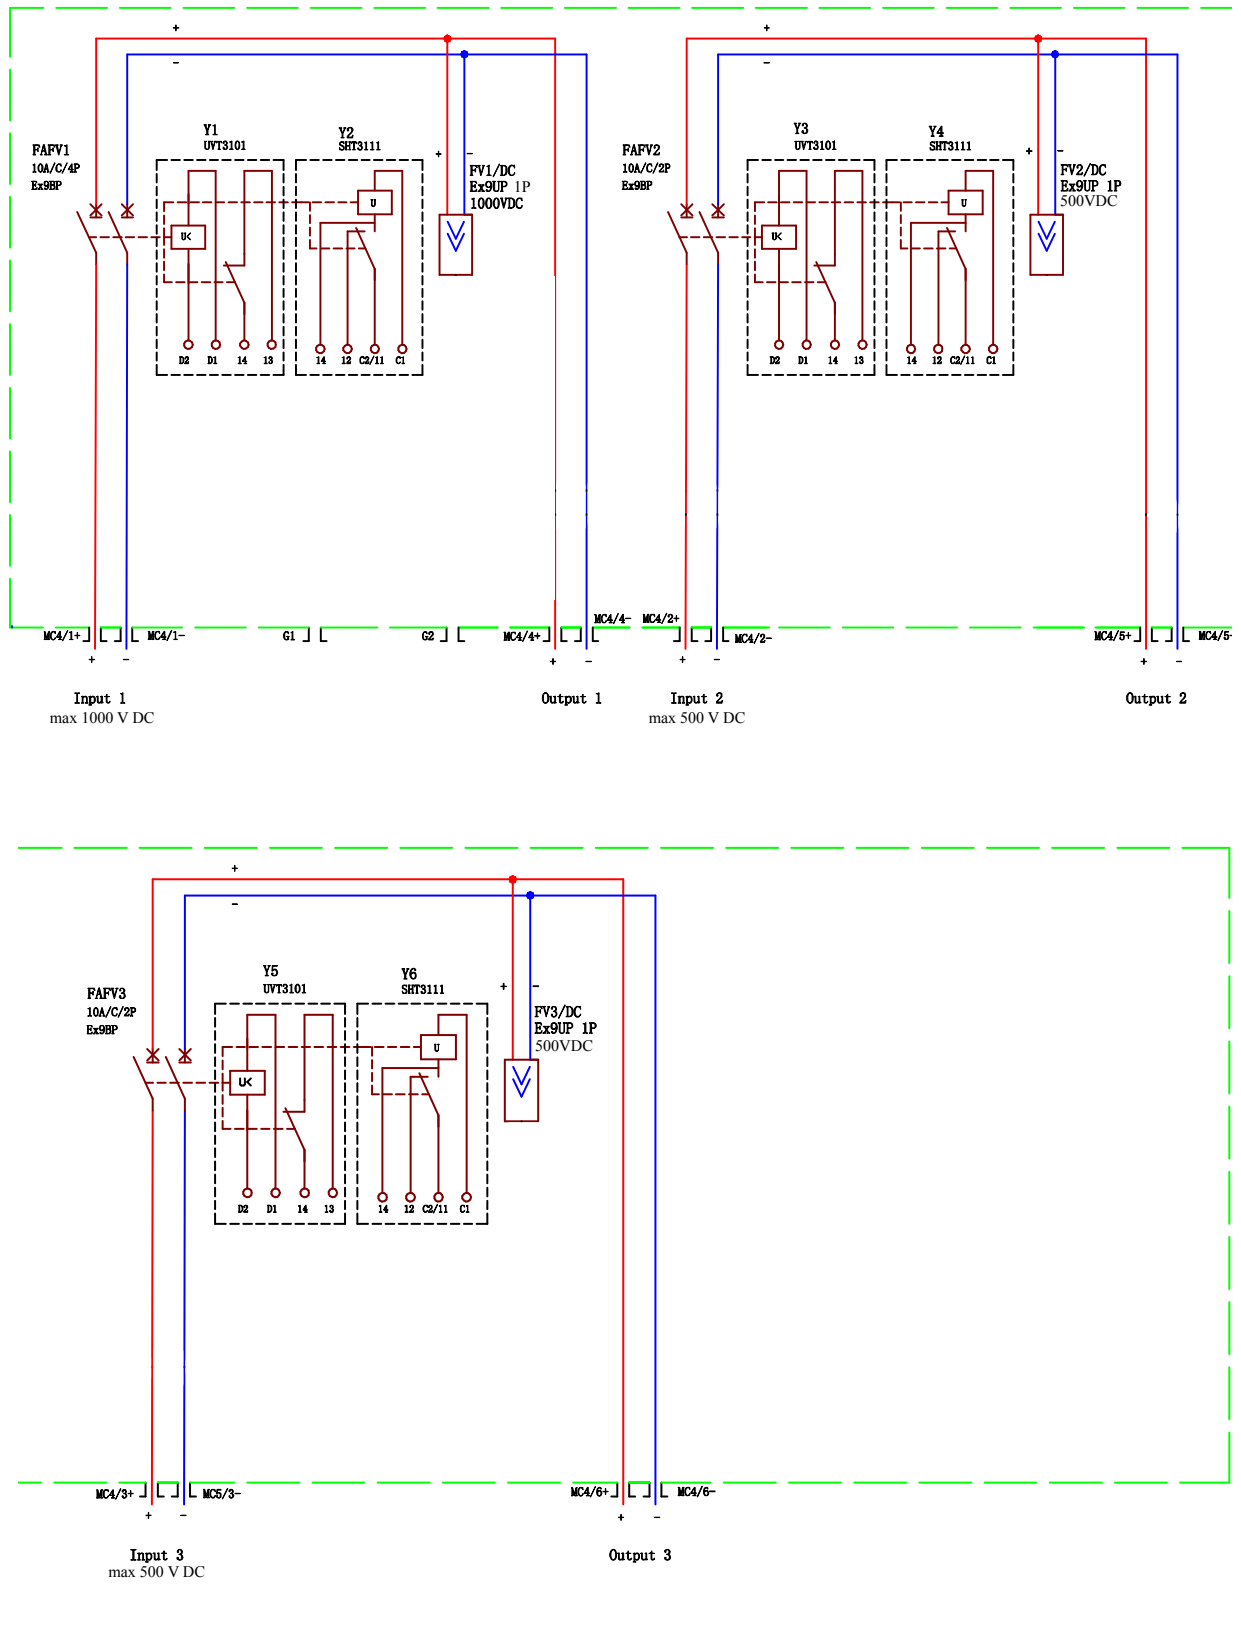 +
-
Y1
UVT3101
Y2
SHT3111
FAFV1
10A/C/4P
Ex9BP
+
-
FV1/DC
Ex9UP 1P
1000VDC
U<
U
D2
D1
14
13
14
12
C2/11
C1
+
-
Y3
UVT3101
Y4
SHT3111
FAFV2
10A/C/2P
Ex9BP
+
-
FV2/DC
Ex9UP 1P
500VDC
U<
U
D2
D1
14
13
14
12
C2/11
C1
MC4/1+
MC4/1-
G1
G2
MC4/4+
MC4/4-
MC4/2+
MC4/2-
MC4/5+
MC4/5-
+
-
+
-
+
-
+
-
Input 1
max 1000 V DC
Output 1
Input 2
max 500 V DC
Output 2
+
-
Y5
UVT3101
Y6
SHT3111
FAFV3
10A/C/2P
Ex9BP
+
-
FV3/DC
Ex9UP 1P
500VDC
U<
U
D2
D1
14
13
14
12
C2/11
C1
MC4/3+
MC5/3-
MC4/6+
MC4/6-
+
-
+
-
Input 3
max 500 V DC
Output 3